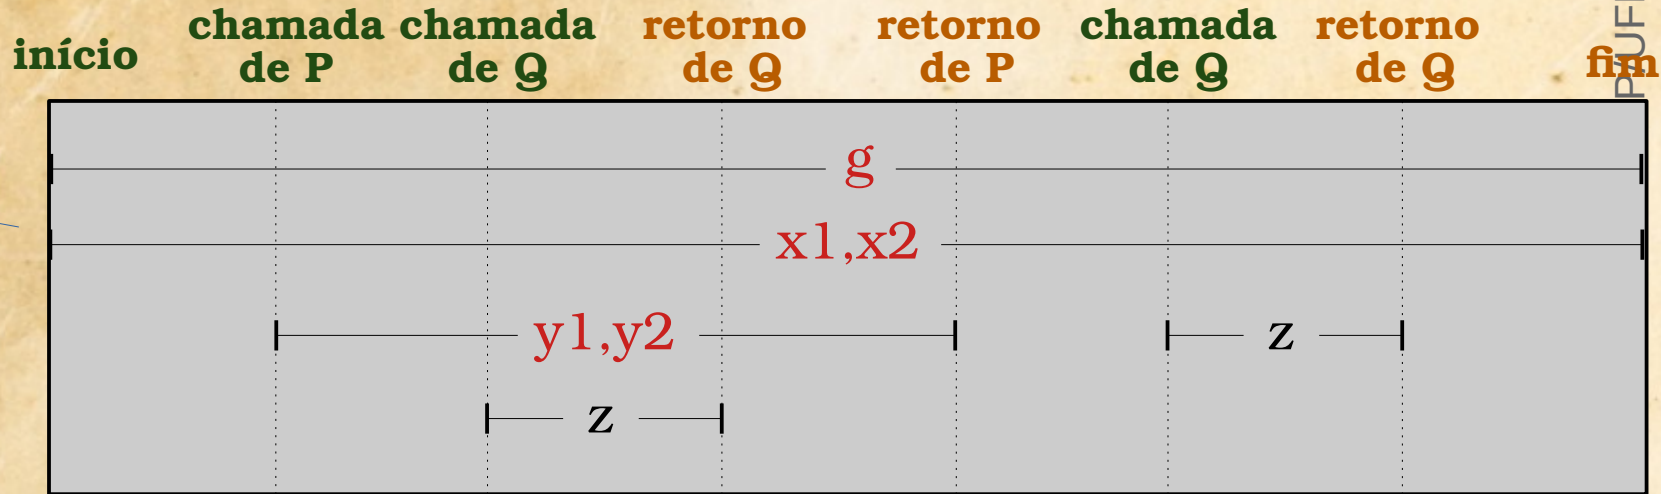 início
chamada
de P
chamada
de Q
retorno
de Q
retorno
de P
chamada
de Q
retorno
de Q
fim
g
x1,x2
y1,y2
z
z